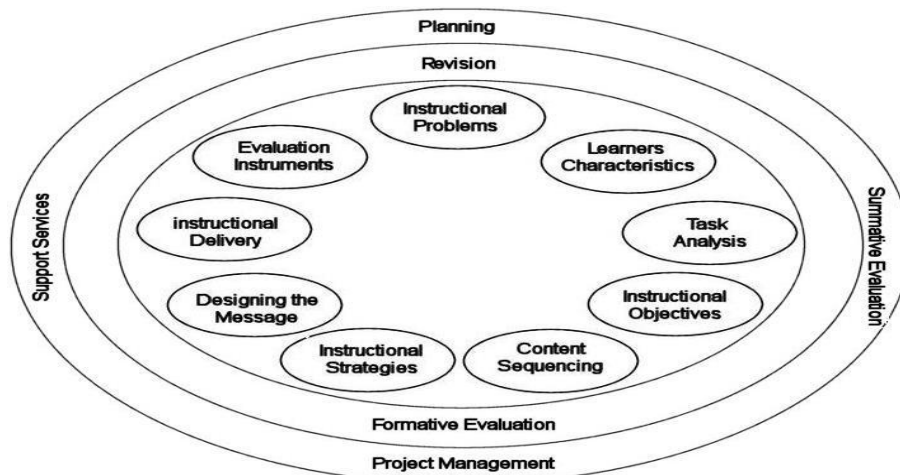 Planning
Revision
Instructional
Problems
Evaluation
Instruments
Learners
Characteristics
instructional
Delivery
Task
Analysis
Support Services
Summative Evaluation
Designing the
Message
Instructional
Objectives
Instructional
Strategies
Content
Sequencing
Formative Evaluation
Project Management